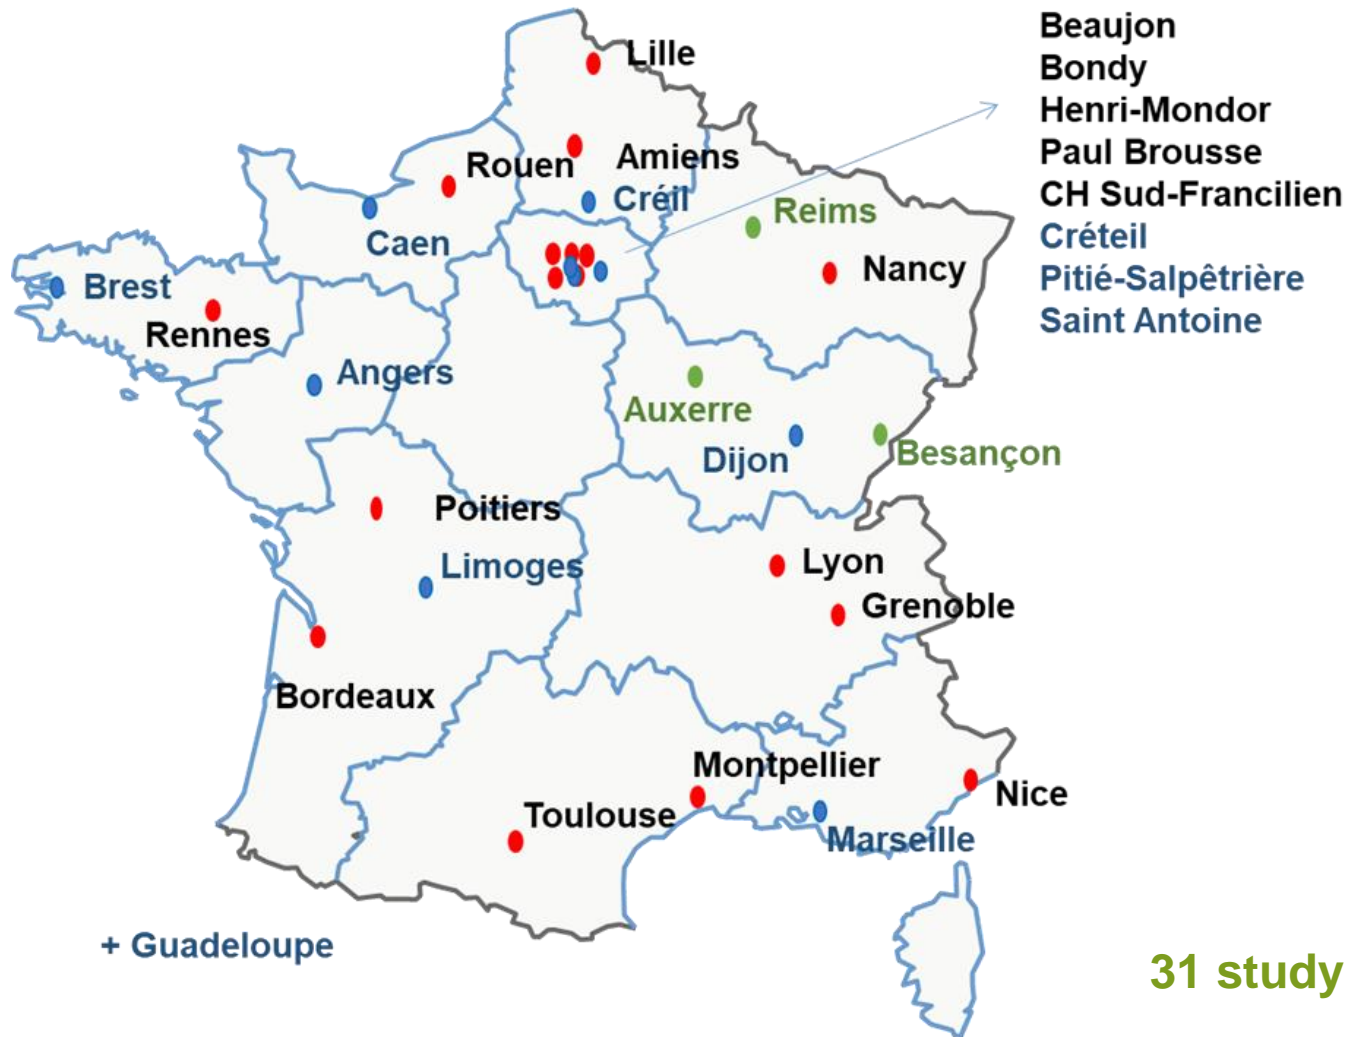 Beaujon
Bondy
Henri-Mondor
Paul Brousse
CH Sud-Francilien
Créteil
Pitié-Salpêtrière
Saint Antoine
Lille
Amiens
Rouen
Créil
Caen
Reims
Nancy
Brest
Rennes
Angers
Auxerre
Dijon
Besançon
Poitiers
Limoges
Lyon
Grenoble
Bordeaux
Montpellier
Nice
Toulouse
Marseille
+ Guadeloupe
31 study